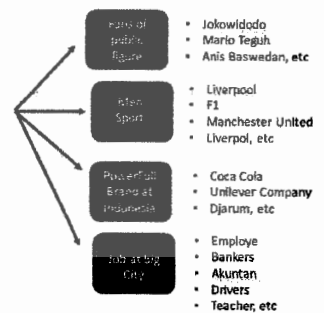 Fans of
public
figure
• Jokowidodo
• Mario Teguh
• Anis Baswedan, etc
Men
Sport
• Liverpool
• F1
• Manchester United
• Liverpol, etc
Powerfull
Brand at
Indonesia
• Coca Cola
• Unilever Company
• Djarum, etc
Job at Big
City
• Employe
• Bankers
• Akuntan
• Drivers
• Teacher, etc